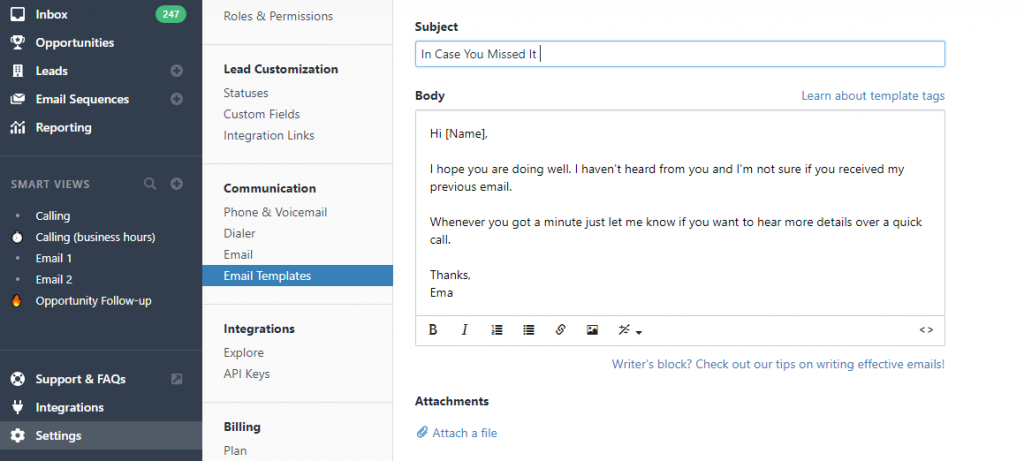 Inbox
247
Opportunities
Leads
Email Sequences
Reporting
SMART VIEWS
Calling
Calling (business hours)
Email 1
Email 2
Opportunity Follow-up
Support & FAQs
Integrations
Settings
Roles & Permissions
Lead Customization
Statuses
Custom Fields
Integration Links
Communication
Phone & Voicemail
Dialer
Email
Email Templates
Integrations
Explore
API Keys
Billing
Plan
Subject
In Case You Missed It
Body
Learn about template tags
Hi [Name],
I hope you are doing well. I haven't heard from you and I'm not sure if you received my
previous email.
Whenever you got a minute just let me know if you want to hear more details over a quick
call.
Thanks,
Ema
B I <>
Writer's block? Check out our tips on writing effective emails!
Attachments
Attach a file